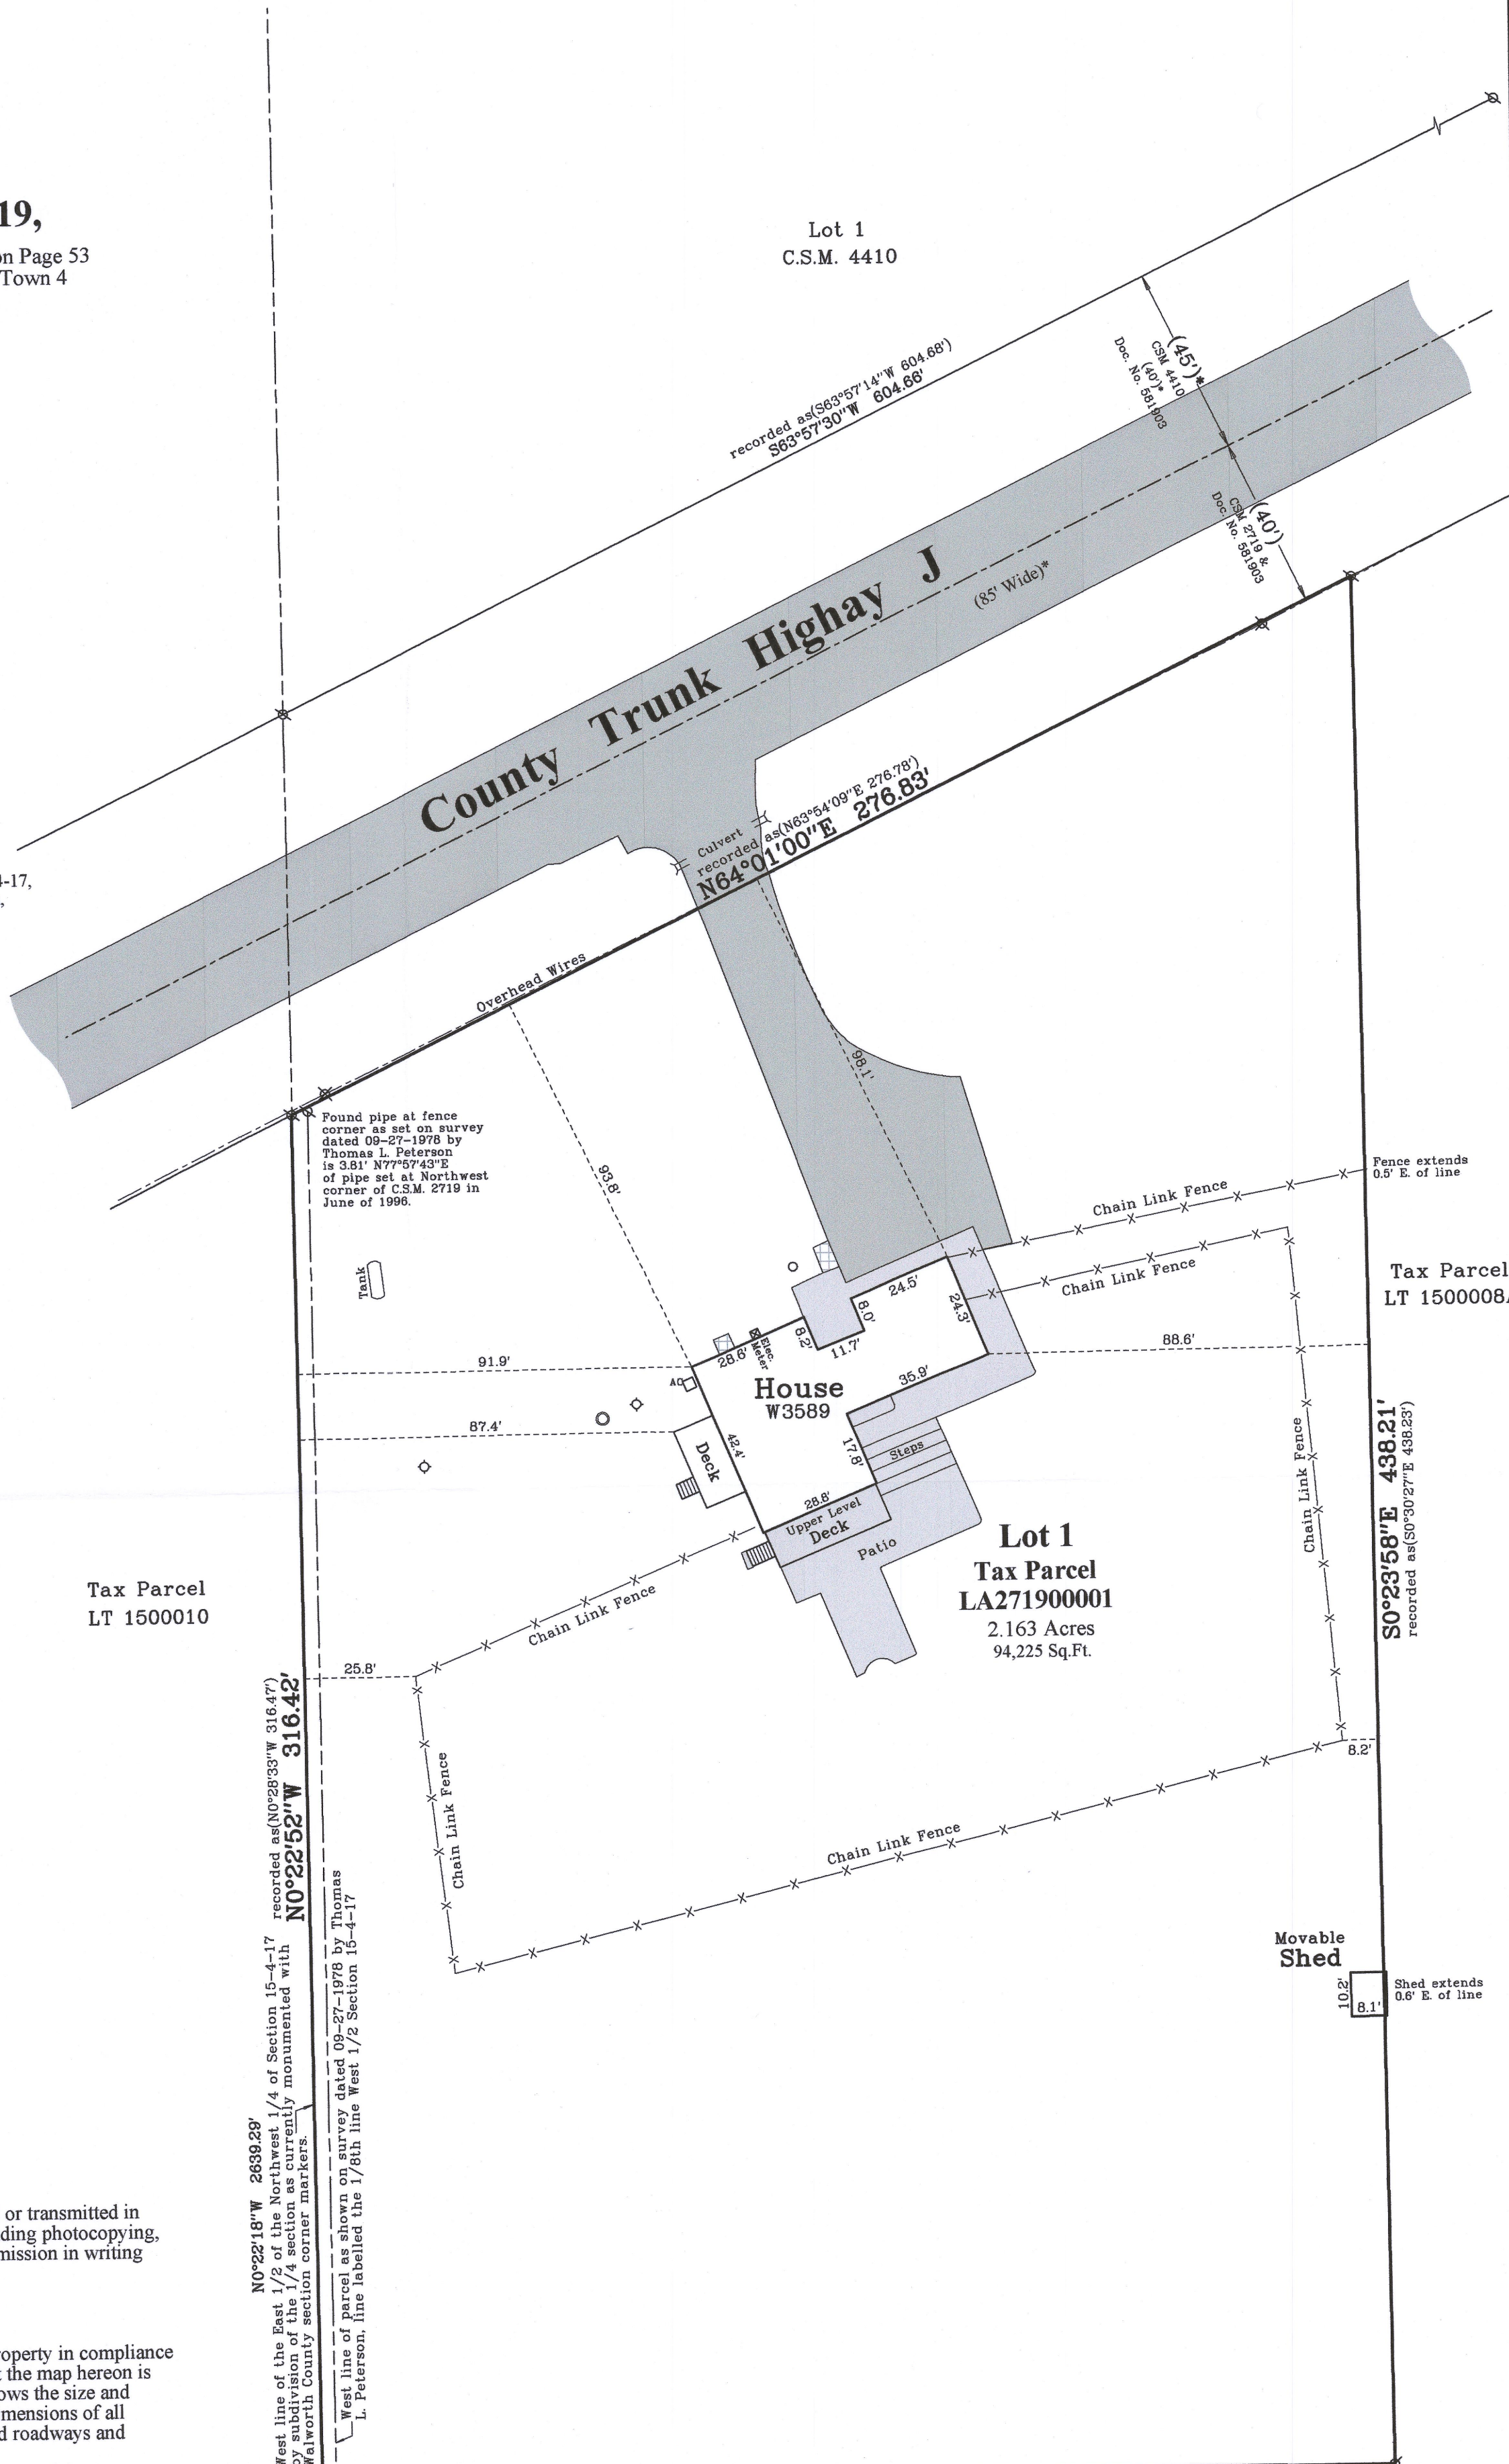 19,
on Page 53
Town 4
Lot 1
C.S.M. 4410
recorded as(S63°57'14"W 604.68')
S63°57'30"W 604.66'
(45')*
CSM 4410
(40')*
Doc. No. 581903
(40')
CSM 2719 &
Doc. No. 581903
County Trunk Highay J
(85' Wide)*
4-17,
Culvert
recorded as(N63°54'09"E 276.78')
N64°01'00"E 276.83'
Overhead Wires
Found pipe at fence
corner as set on survey
dated 09-27-1978 by
Thomas L. Peterson
is 3.81' N77°57'43"E
of pipe set at Northwest
corner of C.S.M. 2719 in
June of 1996.
98.1'
93.8'
Fence extends
0.5' E. of line
Chain Link Fence
Chain Link Fence
Tank
Tax Parcel
LT 1500008
24.5'
8.0'
24.3'
8.2'
11.7'
28.6'
Elec.
Meter
88.6'
91.9'
AC
House
W3589
35.9'
87.4'
Deck
42.4'
17.8'
Steps
28.8'
Upper Level
Deck
Patio
Chain Link Fence
S0°23'58"E 438.21'
recorded as(S0°30'27"E 438.23')
Lot 1
Tax Parcel
LA271900001
2.163 Acres
94,225 Sq.Ft.
Tax Parcel
LT 1500010
Chain Link Fence
25.8'
recorded as(N0°28'33"W 316.47')
N0°22'52"W 316.42'
Chain Link Fence
8.2'
Chain Link Fence
Movable
Shed
10.2'
8.1'
Shed extends
0.6' E. of line
N0°22'18"W 2639.29'
West line of the East 1/2 of the Northwest 1/4 of Section 15-4-17
by subdivision of the 1/4 section as currently monumented with
Walworth County section corner markers.
West line of parcel as shown on survey dated 09-27-1978 by Thomas
L. Peterson, line labelled the 1/8th line West 1/2 Section 15-4-17
or transmitted in
ding photocopying,
mission in writing
roperty in compliance
t the map hereon is
ows the size and
mensions of all
d roadways and